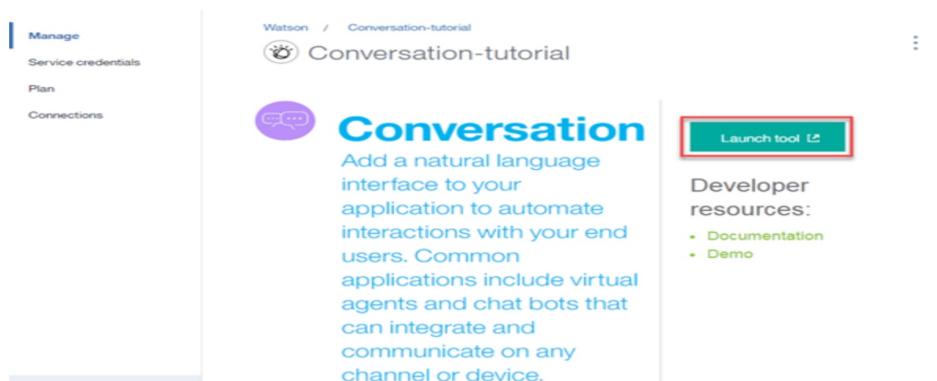 Manage
Service credentials
Plan
Connections
Watson / Conversation-tutorial
Conversation-tutorial
Conversation
Add a natural language
interface to your
application to automate
interactions with your end
users. Common
applications include virtual
agents and chat bots that
can integrate and
communicate on any
channel or device.
Launch tool
Developer
resources:
Documentation
Demo